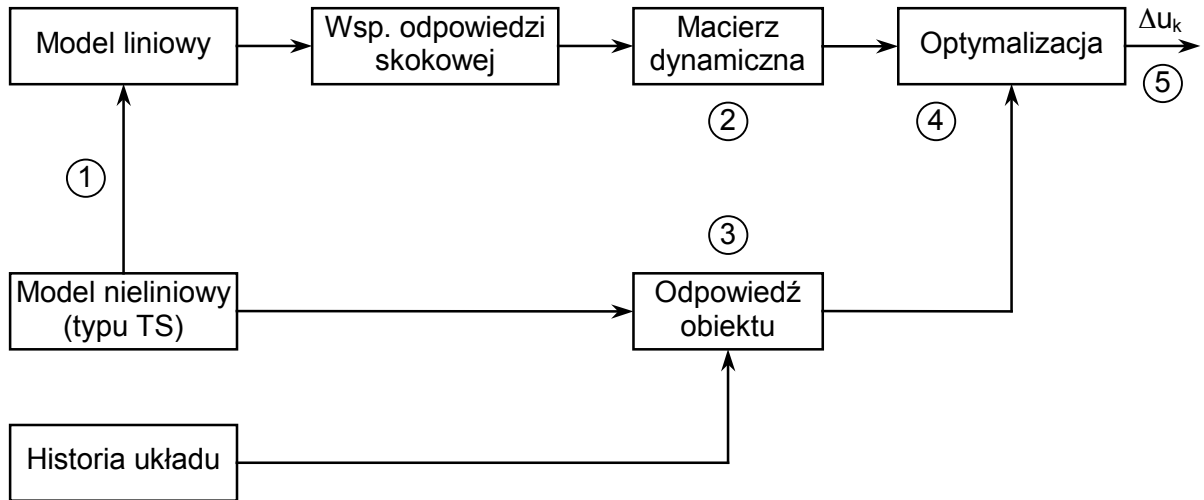 Model liniowy
Wsp. odpowiedzi
skokowej
Macierz
dynamiczna
Optymalizacja
Δuk
5
2
4
1
3
Model nieliniowy
(typu TS)
Odpowiedź
obiektu
Historia układu